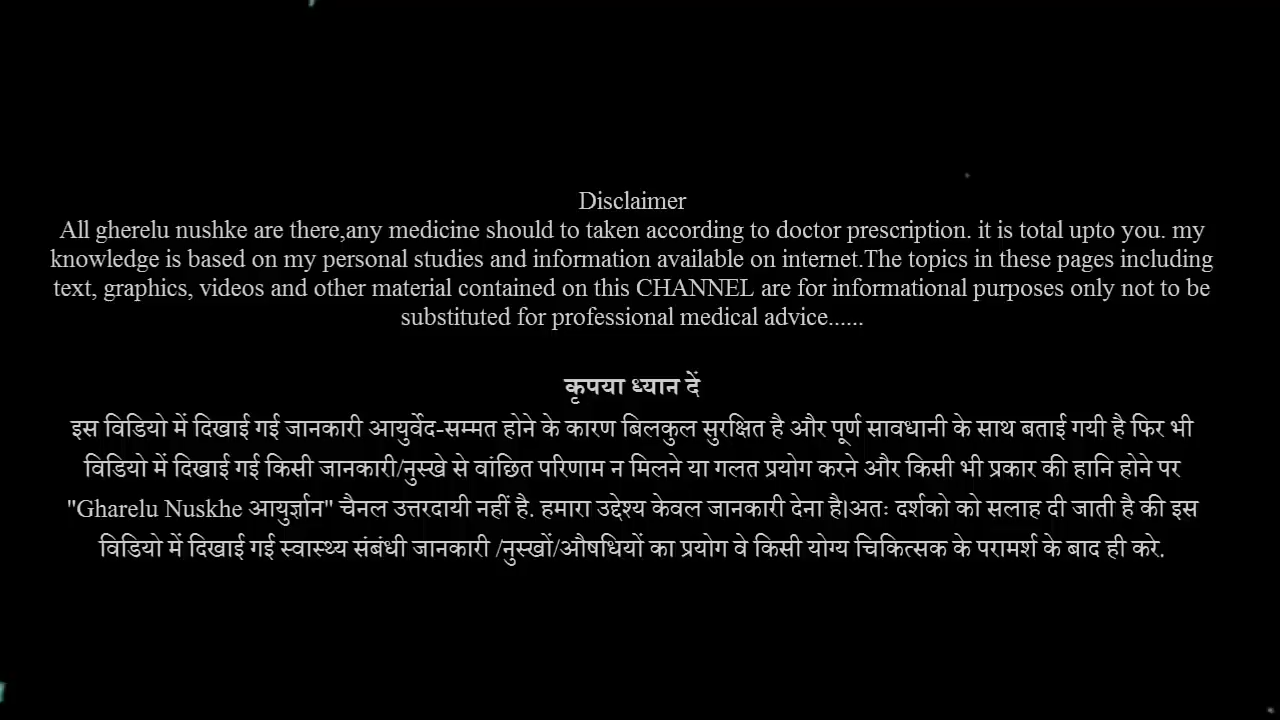 Disclaimer
All gherelu nushke are there,any medicine should to taken according to doctor prescription. it is total upto you. my
knowledge is based on my personal studies and information available on internet.The topics in these pages including
text, graphics, videos and other material contained on this CHANNEL are for informational purposes only not to be
substituted for professional medical advice......
कृपया ध्यान दें
इस विडियो में दिखाई गई जानकारी आयुर्वेद-सम्मत होने के कारण बिलकुल सुरक्षित है और पूर्ण सावधानी के साथ बताई गयी है फिर भी
विडियो में दिखाई गई किसी जानकारी/नुस्खे से वांछित परिणाम न मिलने या गलत प्रयोग करने और किसी भी प्रकार की हानि होने पर
"Gharelu Nuskhe आयुर्ज्ञान" चैनल उत्तरदायी नहीं है. हमारा उद्देश्य केवल जानकारी देना है।अतः दर्शको को सलाह दी जाती है की इस
विडियो में दिखाई गई स्वास्थ्य संबंधी जानकारी /नुस्खों/औषधियों का प्रयोग वे किसी योग्य चिकित्सक के परामर्श के बाद ही करे.